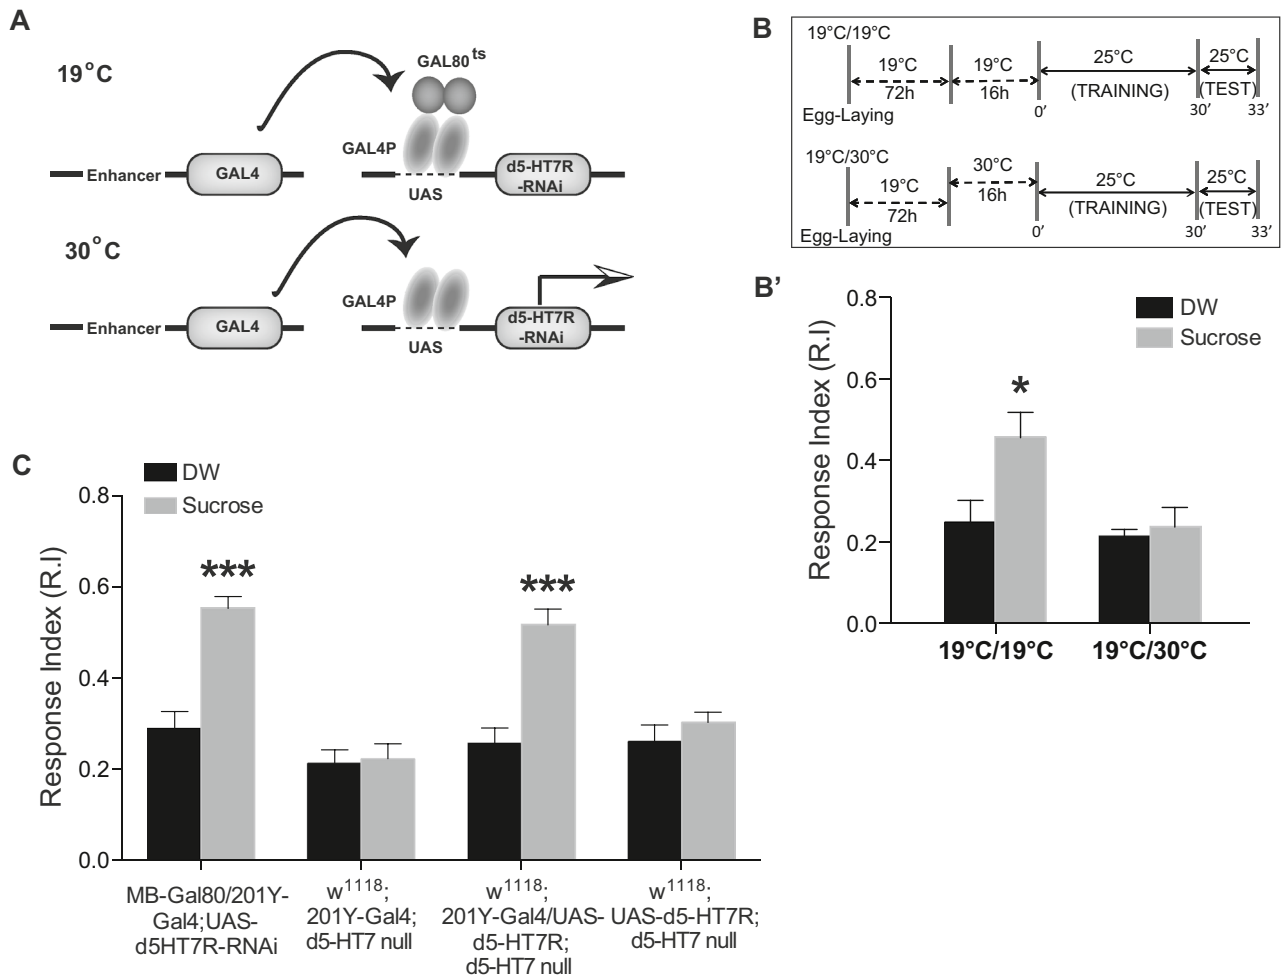 A
19°C
GAL80ts
GAL4P
Enhancer
GAL4
UAS
d5-HT7R
-RNAi
30°C
GAL4P
Enhancer
GAL4
UAS
d5-HT7R
-RNAi
B
19°C/19°C
19°C
72h
19°C
16h
25°C
(TRAINING)
25°C
(TEST)
Egg-Laying
0’
30’
33’
19°C/30°C
19°C
72h
30°C
16h
25°C
(TRAINING)
25°C
(TEST)
Egg-Laying
0’
30’
33’
B’
DW
Sucrose
Response Index (R.I)
0.8
0.6
0.4
0.2
0.0
*
19°C/19°C
19°C/30°C
C
DW
Sucrose
Response Index (R.I)
0.8
0.6
0.4
0.2
0.0
***
***
MB-Gal80/201Y-
Gal4;UAS-
d5HT7R-RNAi
w1118;
201Y-Gal4;
d5-HT7 null
w1118;
201Y-Gal4/UAS-
d5-HT7R;
d5-HT7 null
w1118;
UAS-d5-HT7R;
d5-HT7 null